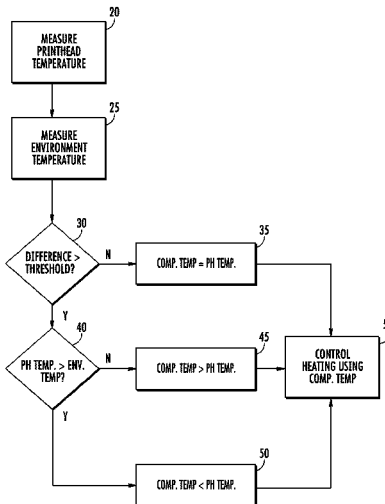 20
MEASURE
PRINTHEAD
TEMPERATURE
25
MEASURE
ENVIRONMENT
TEMPERATURE
30
DIFFERENCE >
THRESHOLD?
N
35
COMP. TEMP = PH TEMP.
Y
40
PH TEMP. > ENV.
TEMP?
N
45
COMP. TEMP > PH TEMP.
CONTROL
HEATING USING
COMP. TEMP
Y
50
COMP. TEMP < PH TEMP.